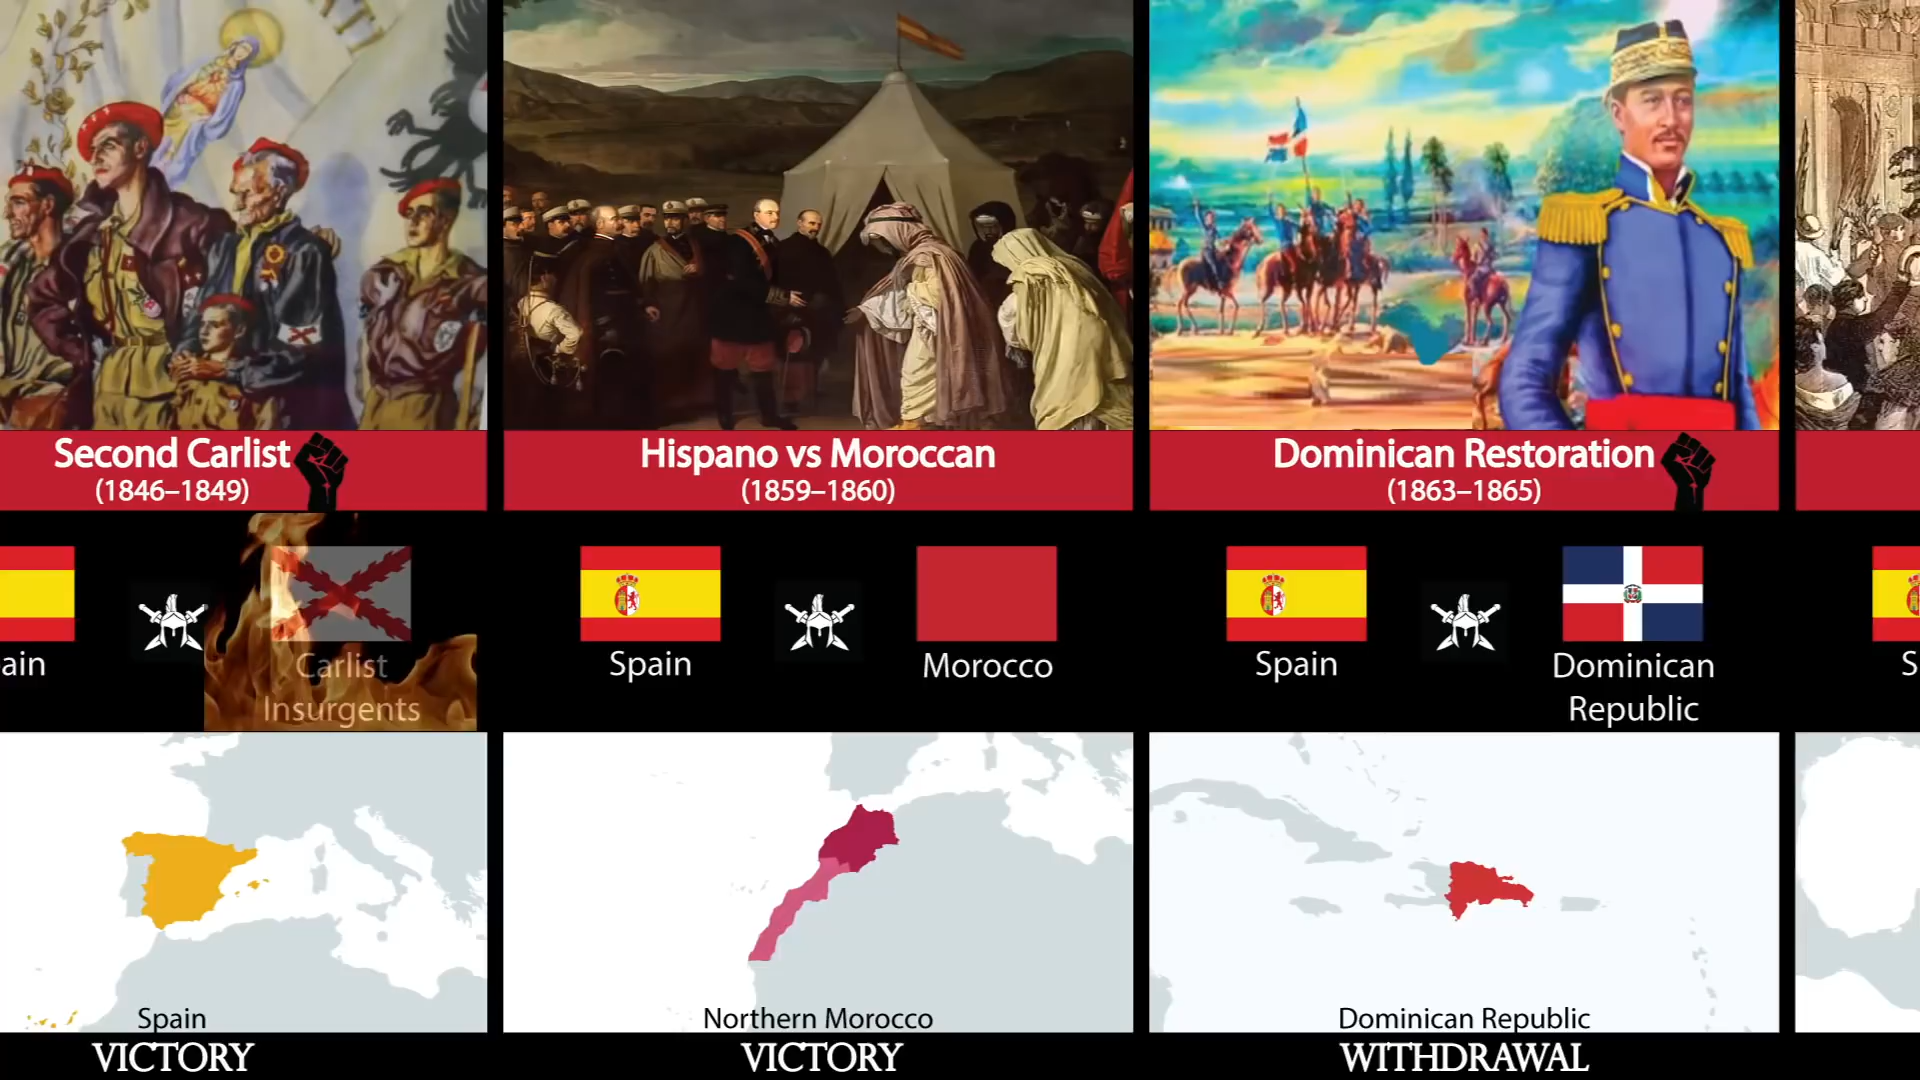 Second Carlist
(1846–1849)
ain
Carlist
Insurgents
Spain
VICTORY
Hispano vs Moroccan
(1859–1860)
Spain
Morocco
Northern Morocco
VICTORY
Dominican Restoration
(1863–1865)
Spain
Dominican
Republic
Dominican Republic
WITHDRAWAL
S